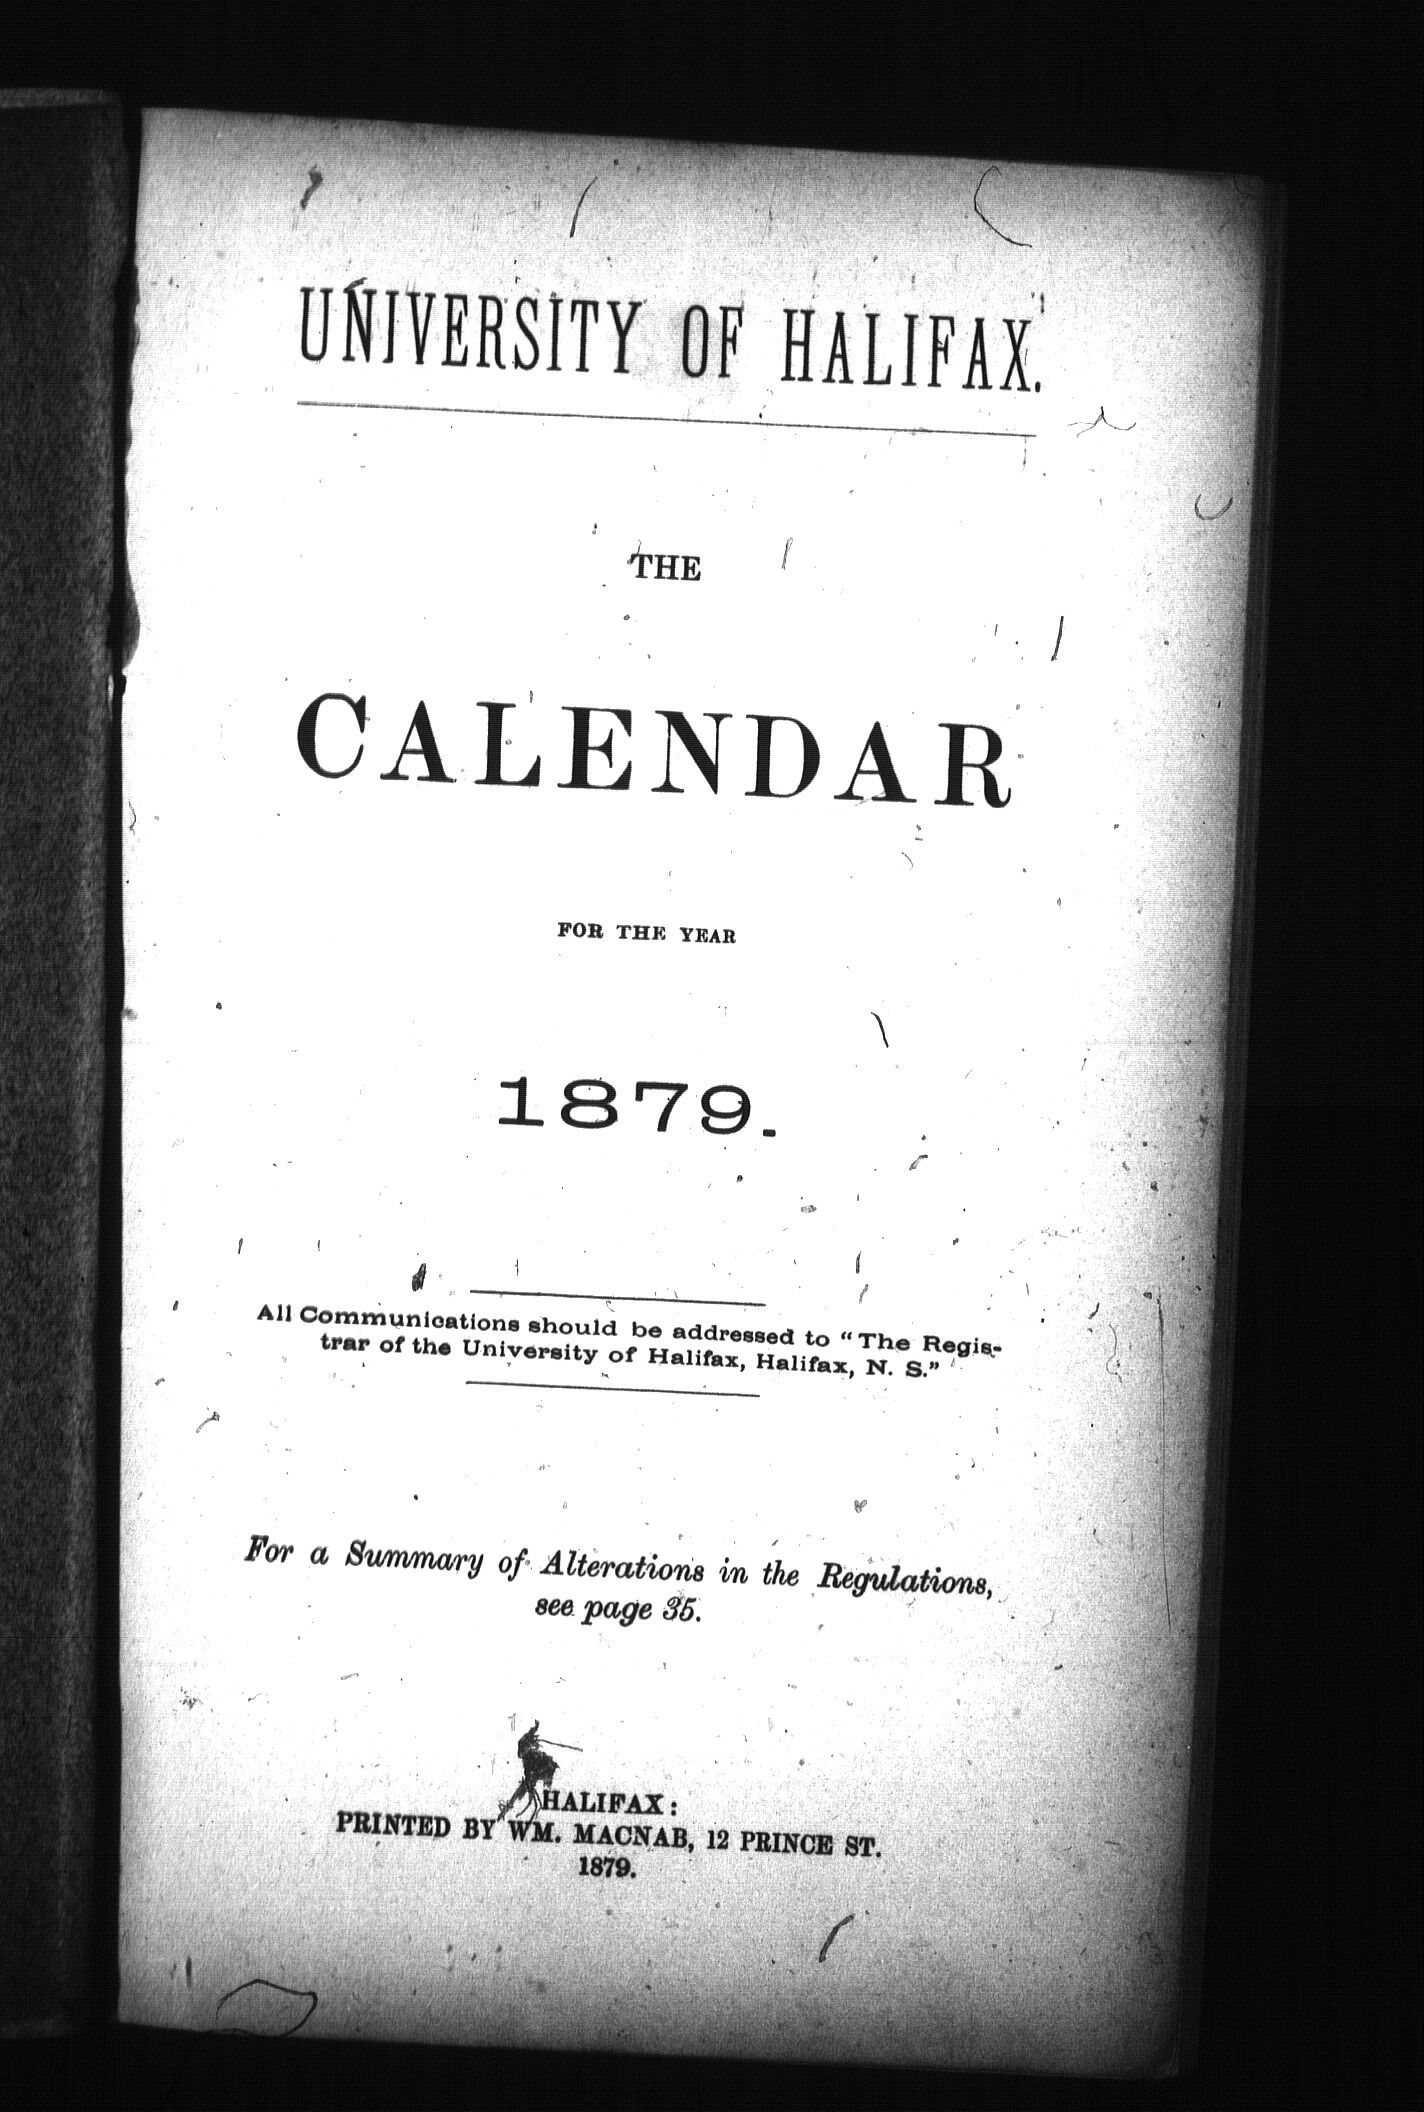 UNIVERSITY OF HALIFAX.
THE
CALENDAR
FOR THE YEAR
1879.
All Communications should be addressed to "The Regis-
trar of the University of Halifax, Halifax, N. S."
For a Summary of Alterations in the Regulations,
see page 35.
HALIFAX:
PRINTED BY WM. MACNAB, 12 PRINCE ST.
1879.